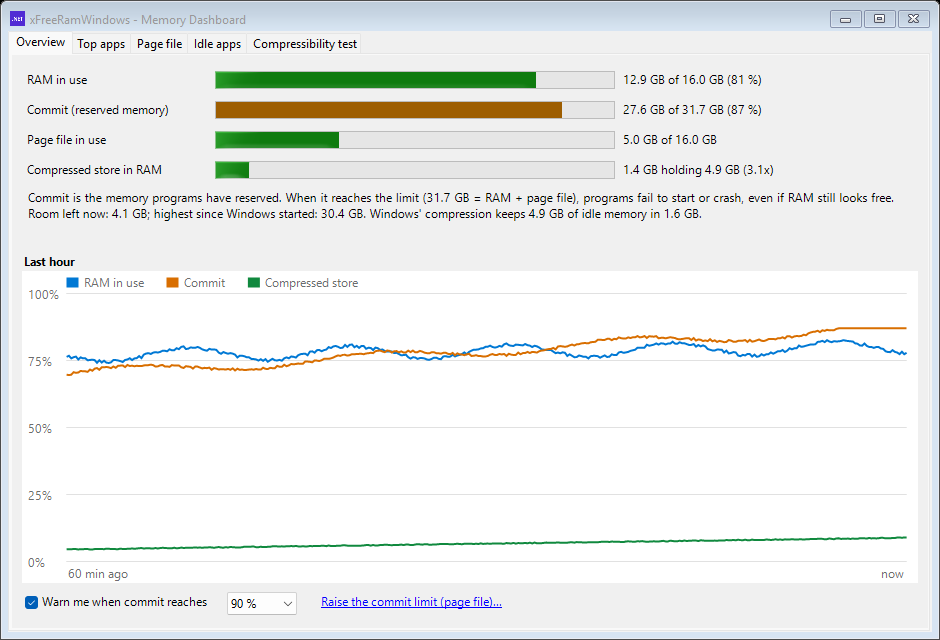 .NET xFreeRamWindows - Memory Dashboard
Overview Top apps Page file Idle apps Compressibility test
RAM in use 12.9 GB of 16.0 GB (81 %)
Commit (reserved memory) 27.6 GB of 31.7 GB (87 %)
Page file in use 5.0 GB of 16.0 GB
Compressed store in RAM 1.4 GB holding 4.9 GB (3.1x)
Commit is the memory programs have reserved. When it reaches the limit (31.7 GB = RAM + page file), programs fail to start or crash, even if RAM still looks free.
Room left now: 4.1 GB; highest since Windows started: 30.4 GB. Windows' compression keeps 4.9 GB of idle memory in 1.6 GB.
Last hour
RAM in use Commit Compressed store
100%
75%
50%
25%
0%
60 min ago now
Warn me when commit reaches 90 % Raise the commit limit (page file)...